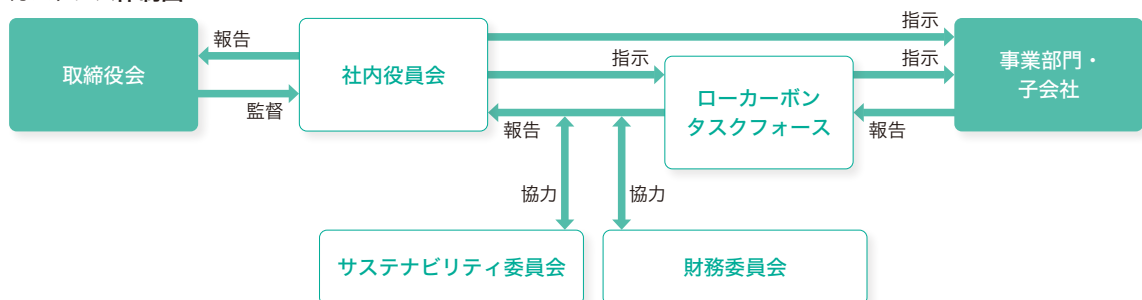 取締役会
報告
監督
社内役員会
指示
指示
報告
ローカーボン
タスクフォース
指示
報告
事業部門・
子会社
協力
協力
サステナビリティ委員会
財務委員会